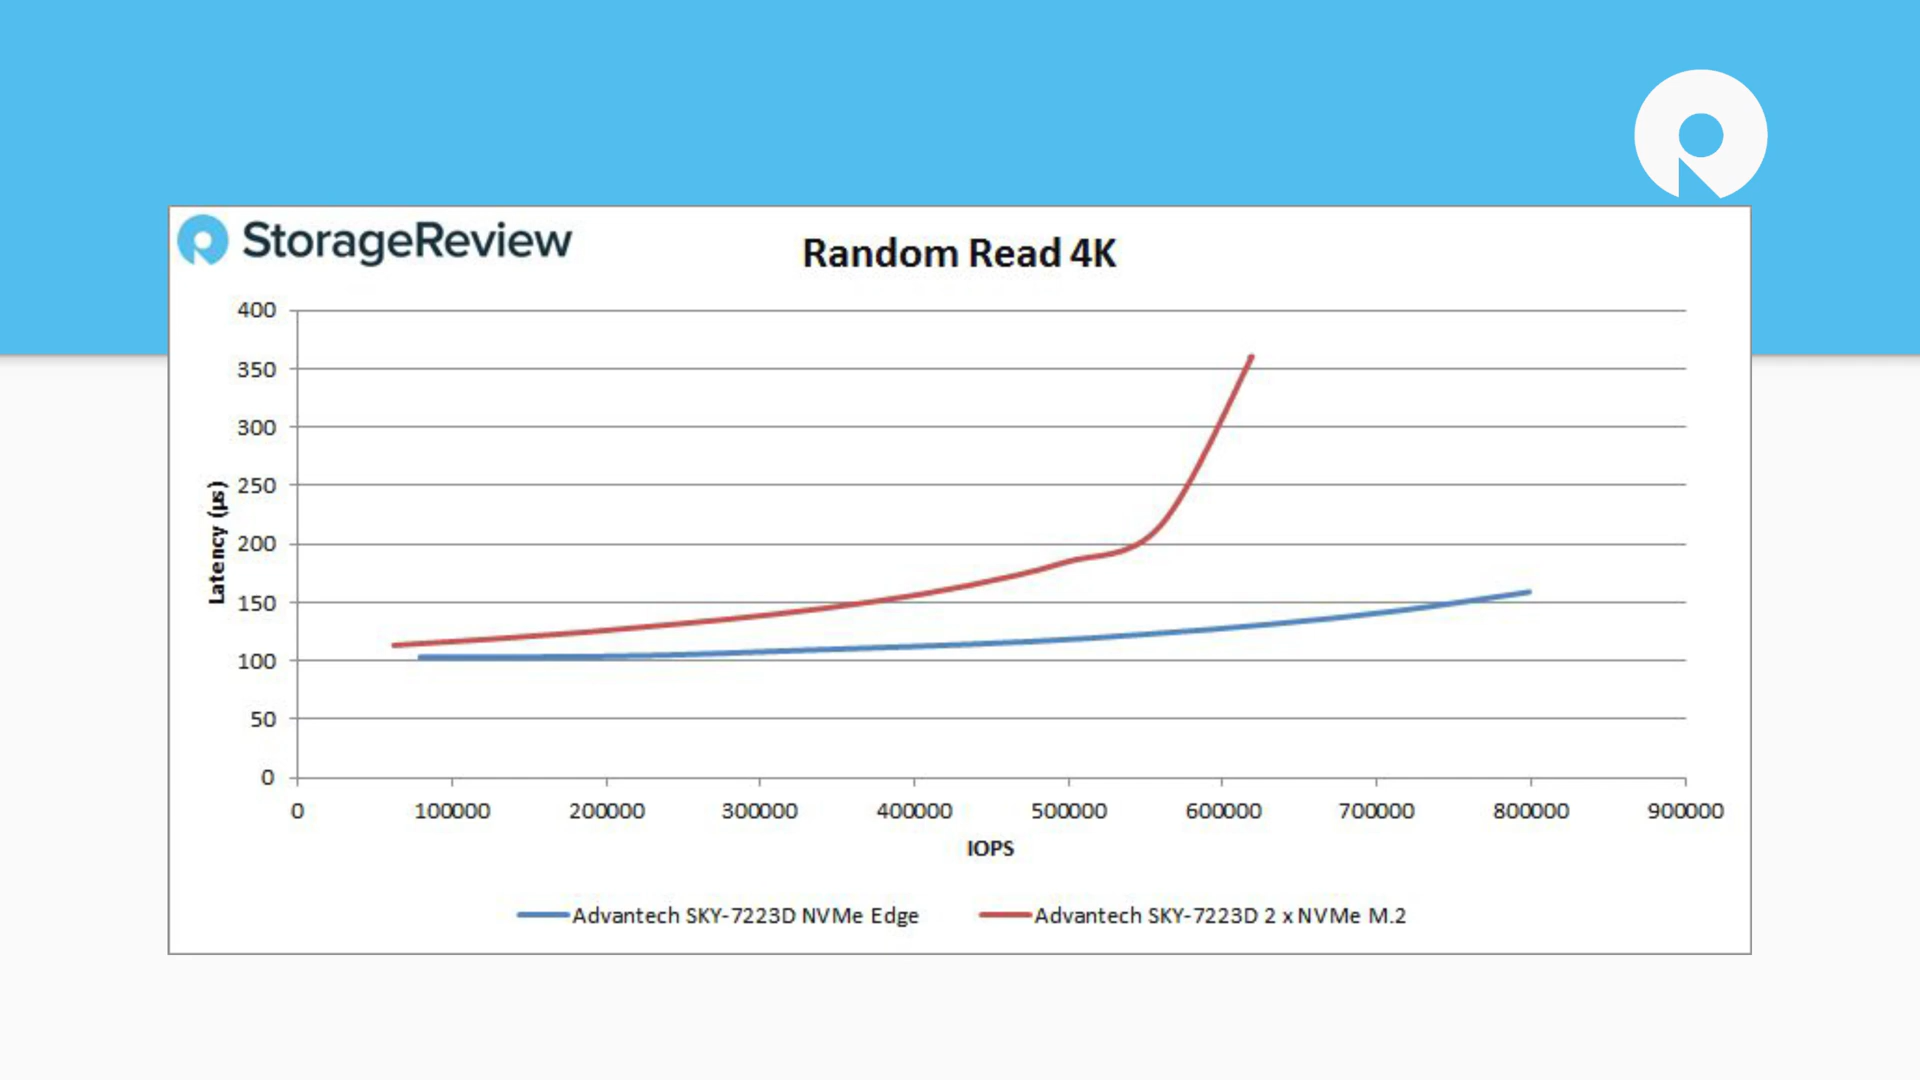 StorageReview
Random Read 4K
400
350
300
250
200
150
100
50
0
Latency (µs)
0 100000 200000 300000 400000 500000 600000 700000 800000 900000
IOPS
Advantech SKY-7223D NVMe Edge
Advantech SKY-7223D 2 x NVMe M.2